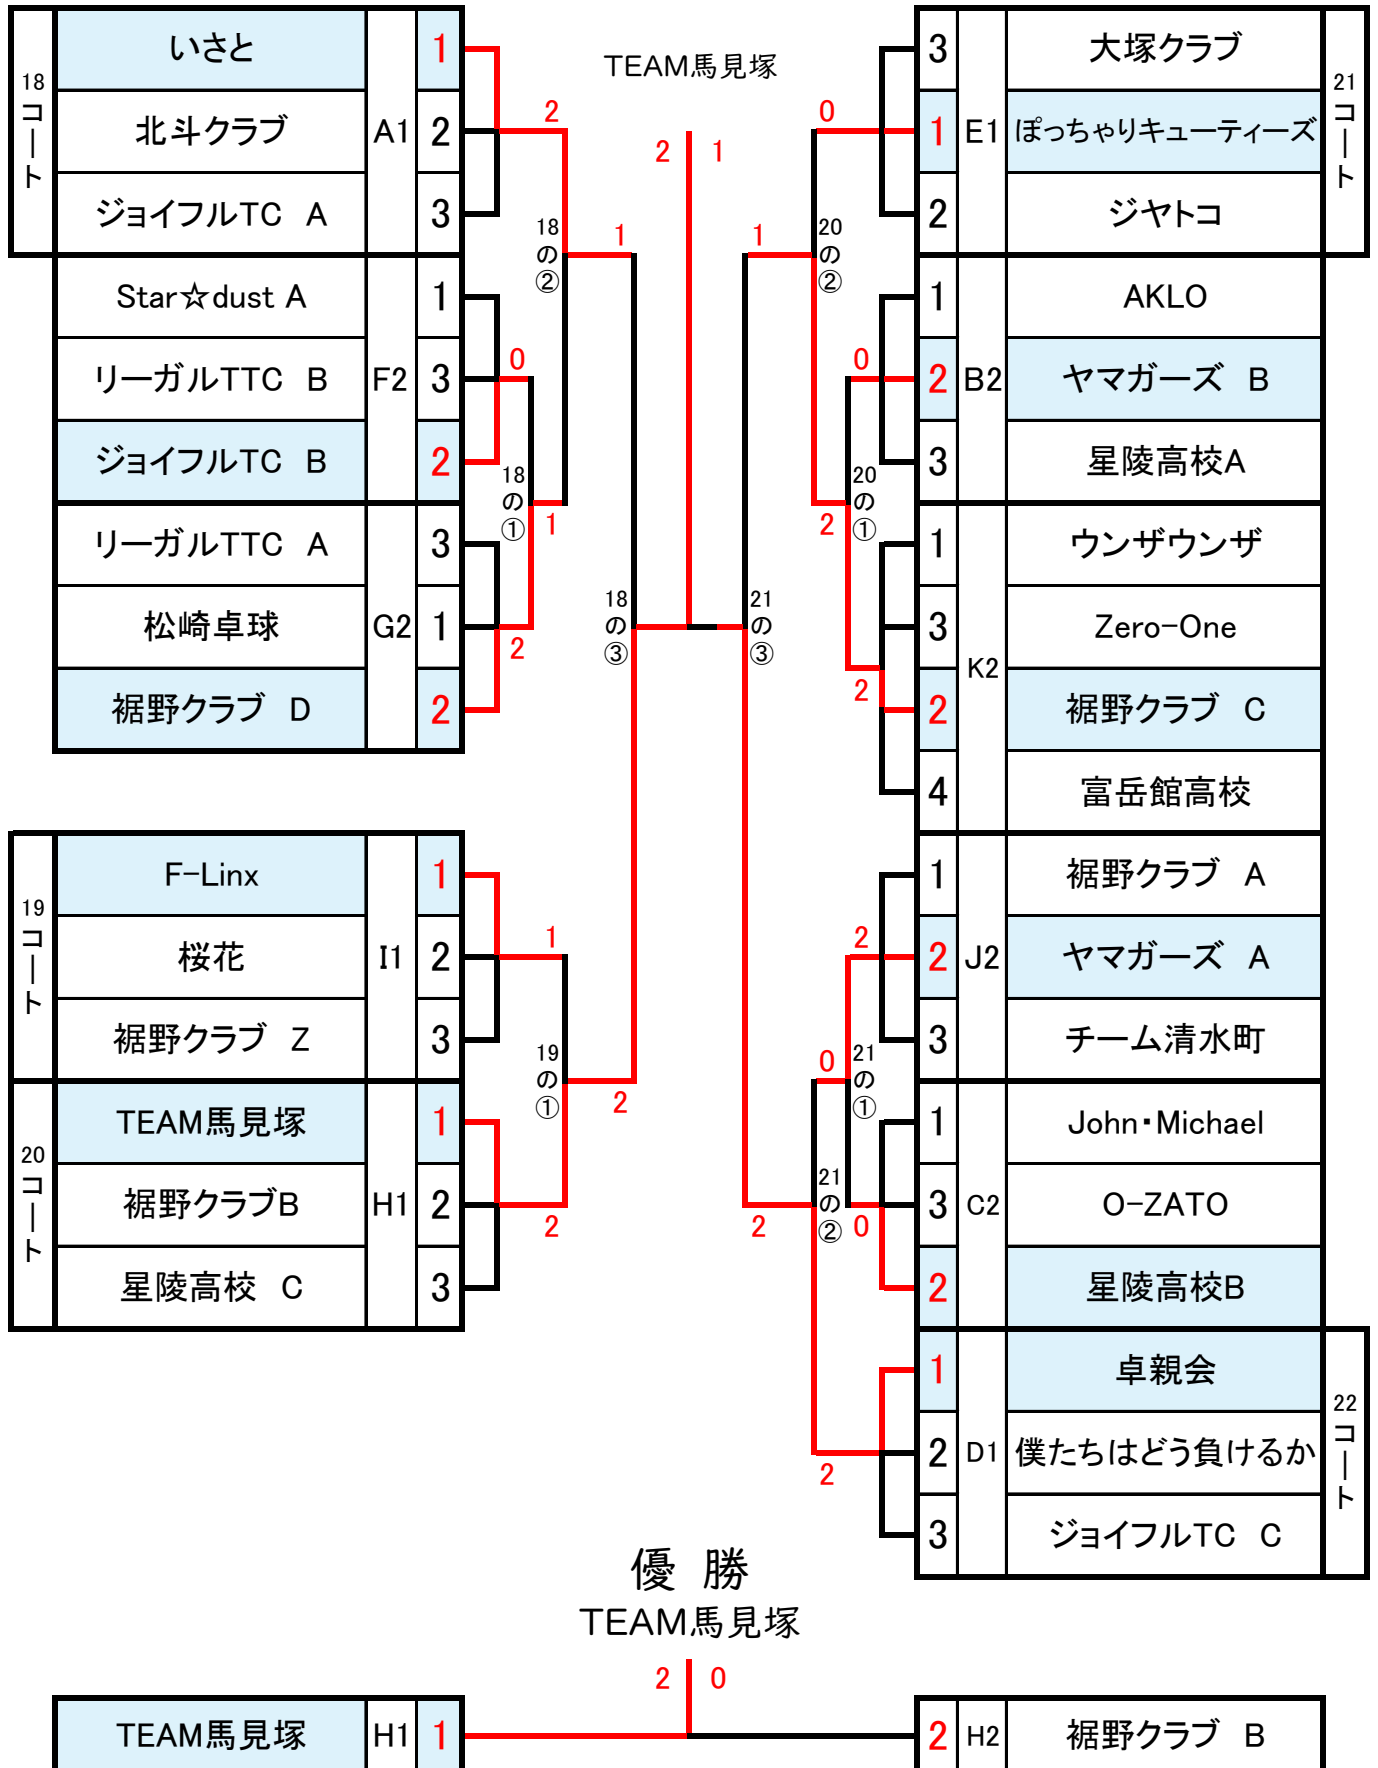 TEAM馬見塚
2 1
18コート
いさと A1 1
北斗クラブ 2
ジョイフルTC A 3
2
Star☆dust A 1
リーガルTTC B F2 3
ジョイフルTC B 2
0
リーガルTTC A 3
松崎卓球 G2 1
裾野クラブ D 2
2
18の①
1
18の②
1
18の③
19コート
F-Linx 1
桜花 I1 2
裾野クラブ Z 3
1
20コート
TEAM馬見塚 1
裾野クラブB H1 2
星陵高校 C 3
2
19の①
2
21コート
3 大塚クラブ
1 E1 ぽっちゃりキューティーズ
2 ジヤトコ
0
1 AKLO
2 B2 ヤマガーズ B
3 星陵高校A
0
1 ウンザウンザ
3 Zero-One
K2
2 裾野クラブ C
4 富岳館高校
2
20の①
2
20の②
1
1 裾野クラブ A
2 J2 ヤマガーズ A
3 チーム清水町
2
1 John・Michael
3 C2 O-ZATO
2 星陵高校B
0
21の①
0
22コート
1 卓親会
2 D1 僕たちはどう負けるか
3 ジョイフルTC C
2
21の②
2
21の③
優 勝
TEAM馬見塚
2 0
TEAM馬見塚 H1 1
2 H2 裾野クラブ B